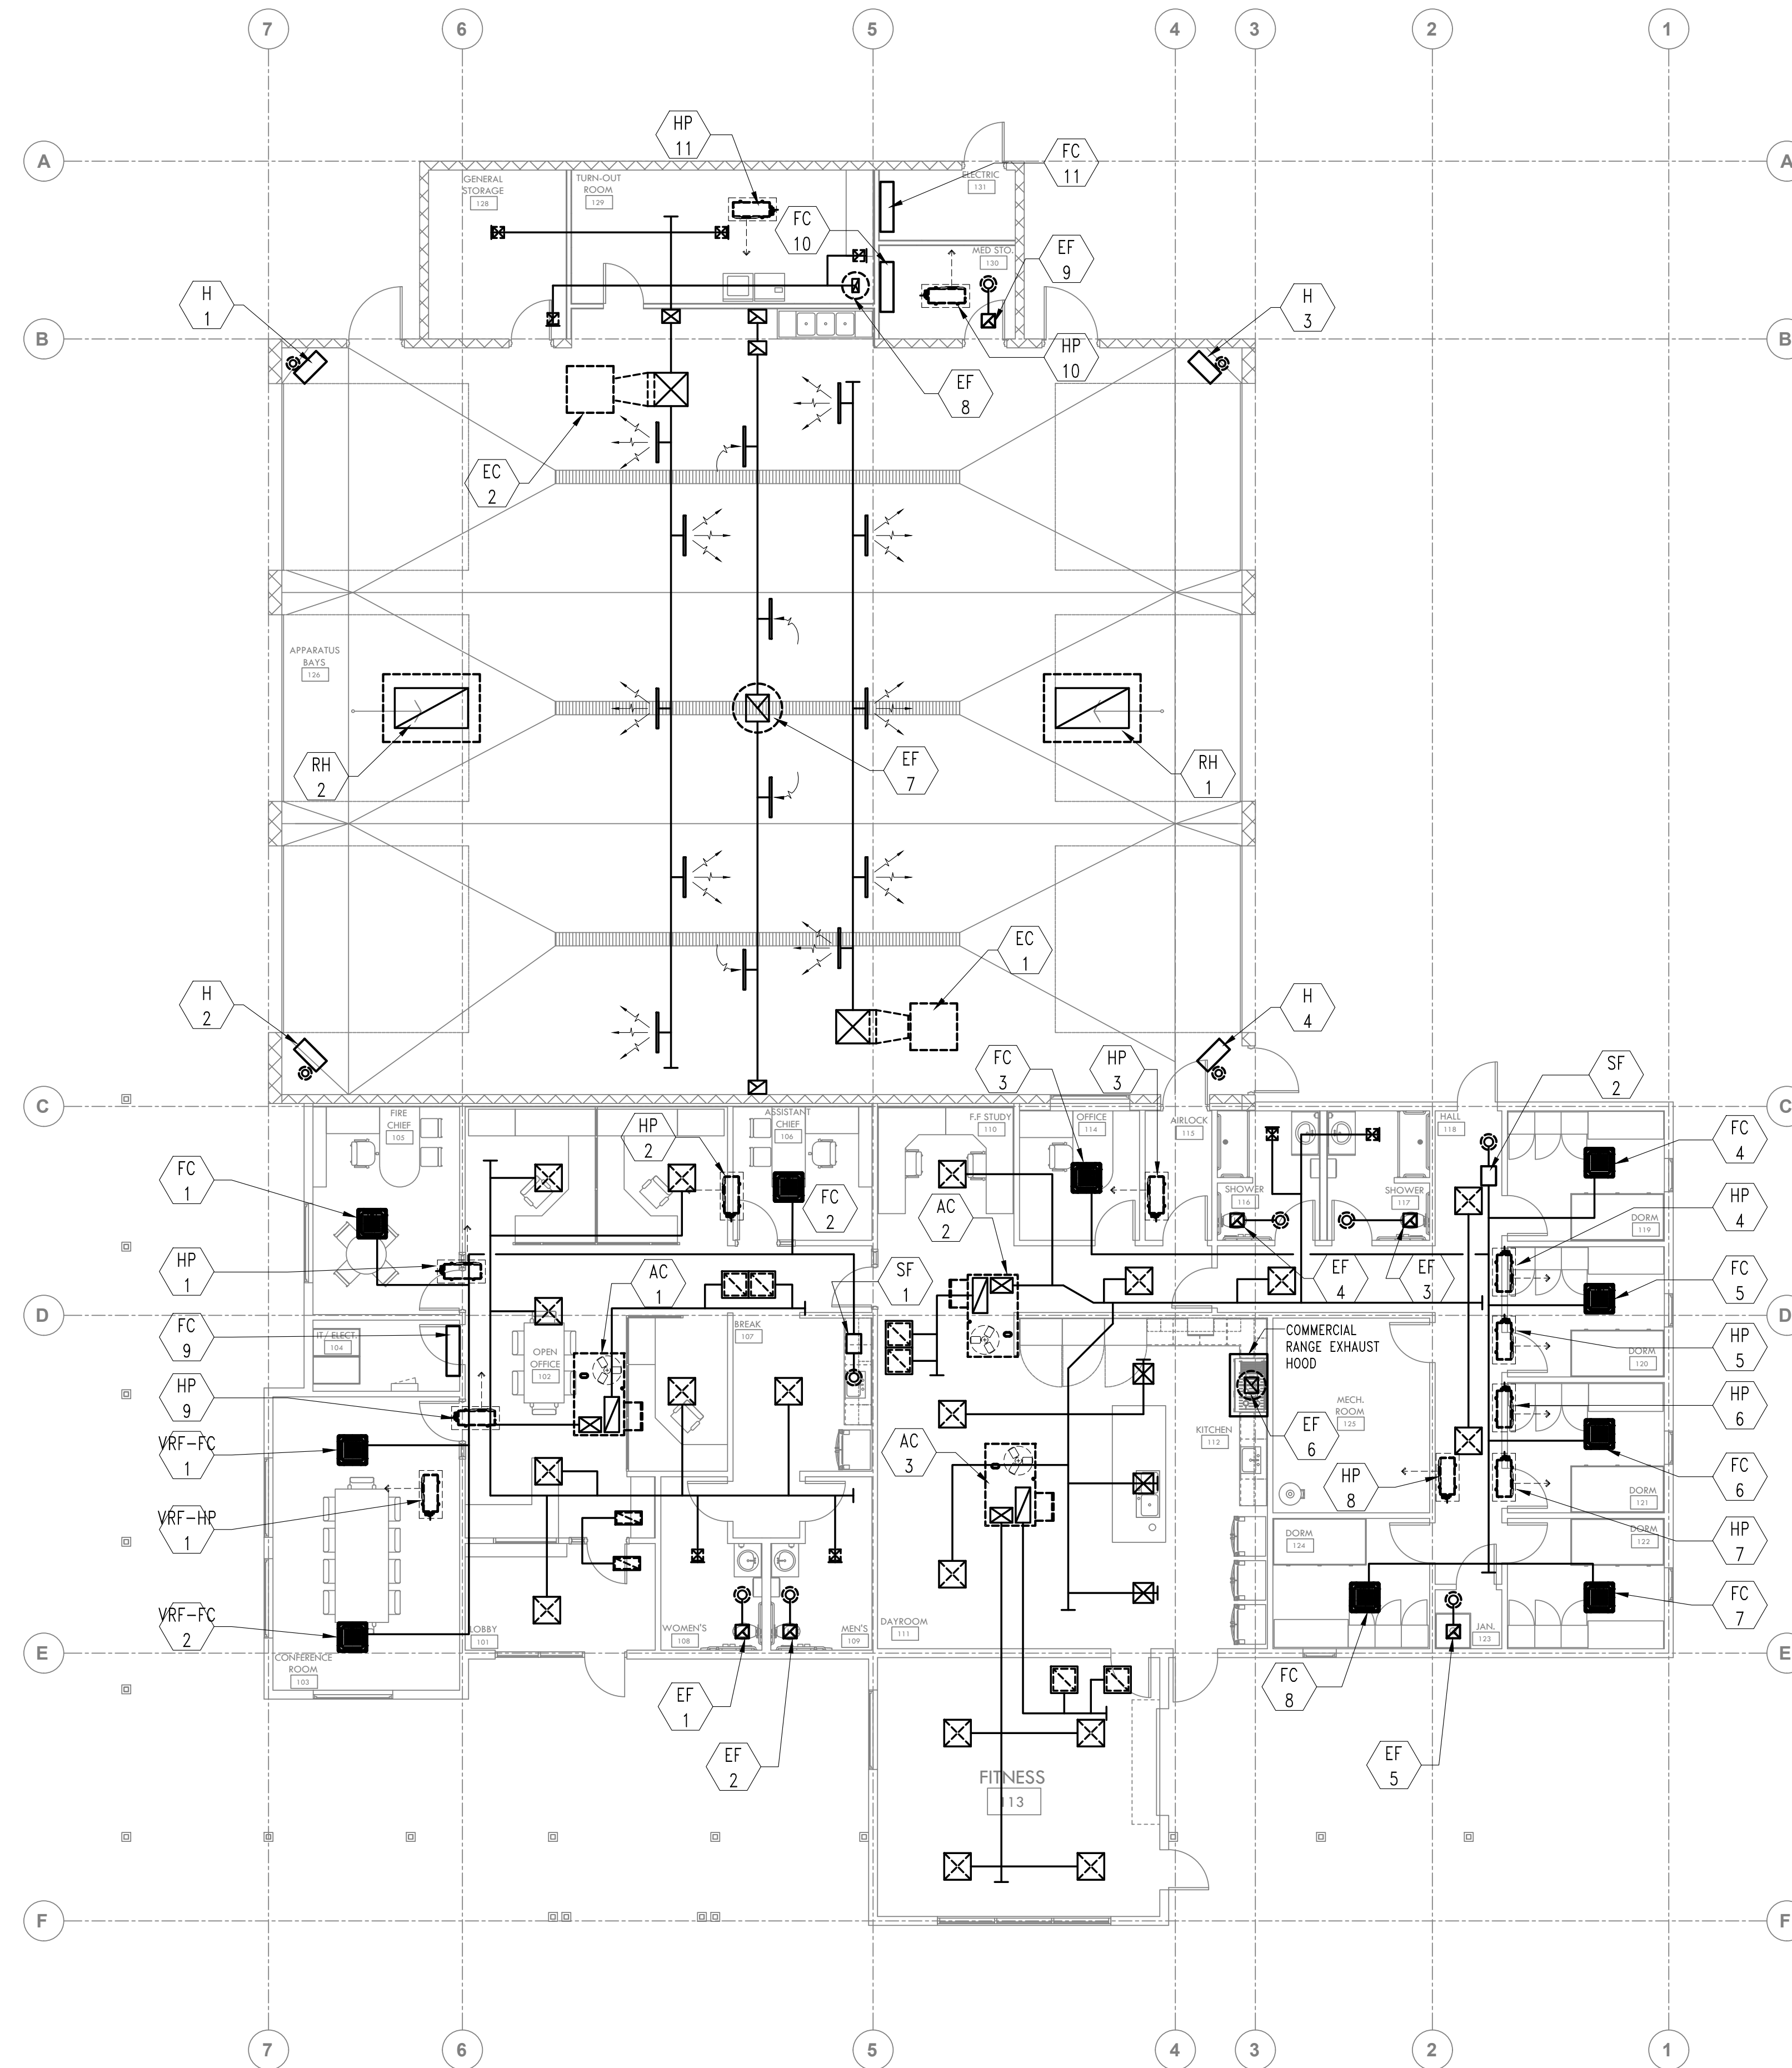 7
6
5
4
3
2
1
A
A
HP
11
FC
11
GENERAL
STORAGE
128
TURN-OUT
ROOM
129
ELECTRIC
131
FC
10
MED STO.
130
EF
9
H
1
H
3
B
B
HP
10
EF
8
EC
2
APPARATUS
BAYS
126
RH
2
EF
7
RH
1
EC
1
H
2
H
4
FC
3
HP
3
SF
2
C
C
FIRE
CHIEF
105
ASSISTANT
CHIEF
106
HP
2
F.F STUDY
110
OFFICE
114
AIRLOCK
115
HALL
118
FC
4
FC
1
FC
2
AC
2
SHOWER
116
SHOWER
117
DORM
119
HP
4
HP
1
AC
1
SF
1
EF
4
EF
3
FC
5
D
D
FC
9
IT/ ELECT.
104
OPEN
OFFICE
102
BREAK
107
COMMERCIAL
RANGE EXHAUST
HOOD
DORM
120
HP
5
HP
9
MECH.
ROOM
125
HP
6
VRF-FC
1
AC
3
KITCHEN
112
EF
6
HP
8
FC
6
VRF-HP
1
DORM
121
DORM
124
DORM
122
HP
7
VRF-FC
2
LOBBY
101
WOMEN'S
108
MEN'S
109
DAYROOM
111
JAN.
123
FC
7
E
E
CONFERENCE
ROOM
103
EF
1
FC
8
EF
2
EF
5
FITNESS
113
F
F
7
6
5
4
3
2
1